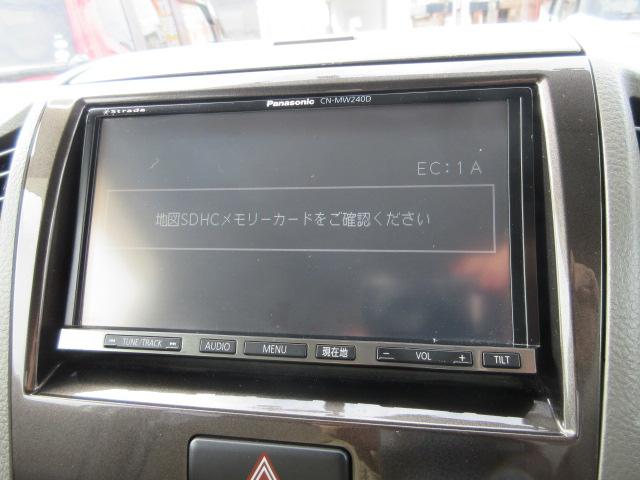 Strada
Panasonic CN-MW240D
EC:1A
地図SDHCメモリーカードをご確認ください
TUNE/TRACK AUDIO MENU 現在地 - VOL + TILT